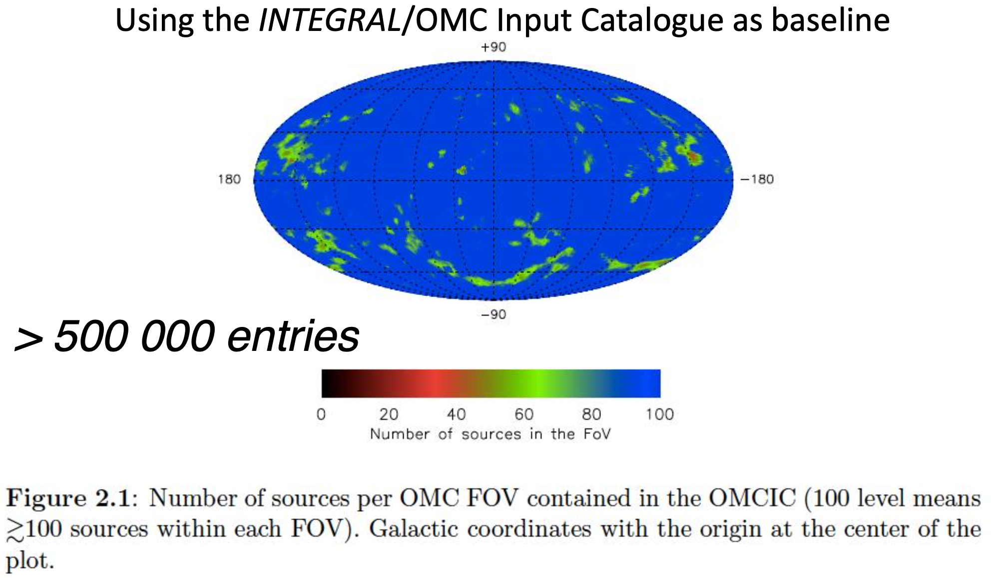 Using the INTEGRAL/OMC Input Catalogue as baseline
+90
180
−180
−90
> 500 000 entries
0 20 40 60 80 100
Number of sources in the FoV
Figure 2.1: Number of sources per OMC FOV contained in the OMCIC (100 level means
≳100 sources within each FOV). Galactic coordinates with the origin at the center of the
plot.